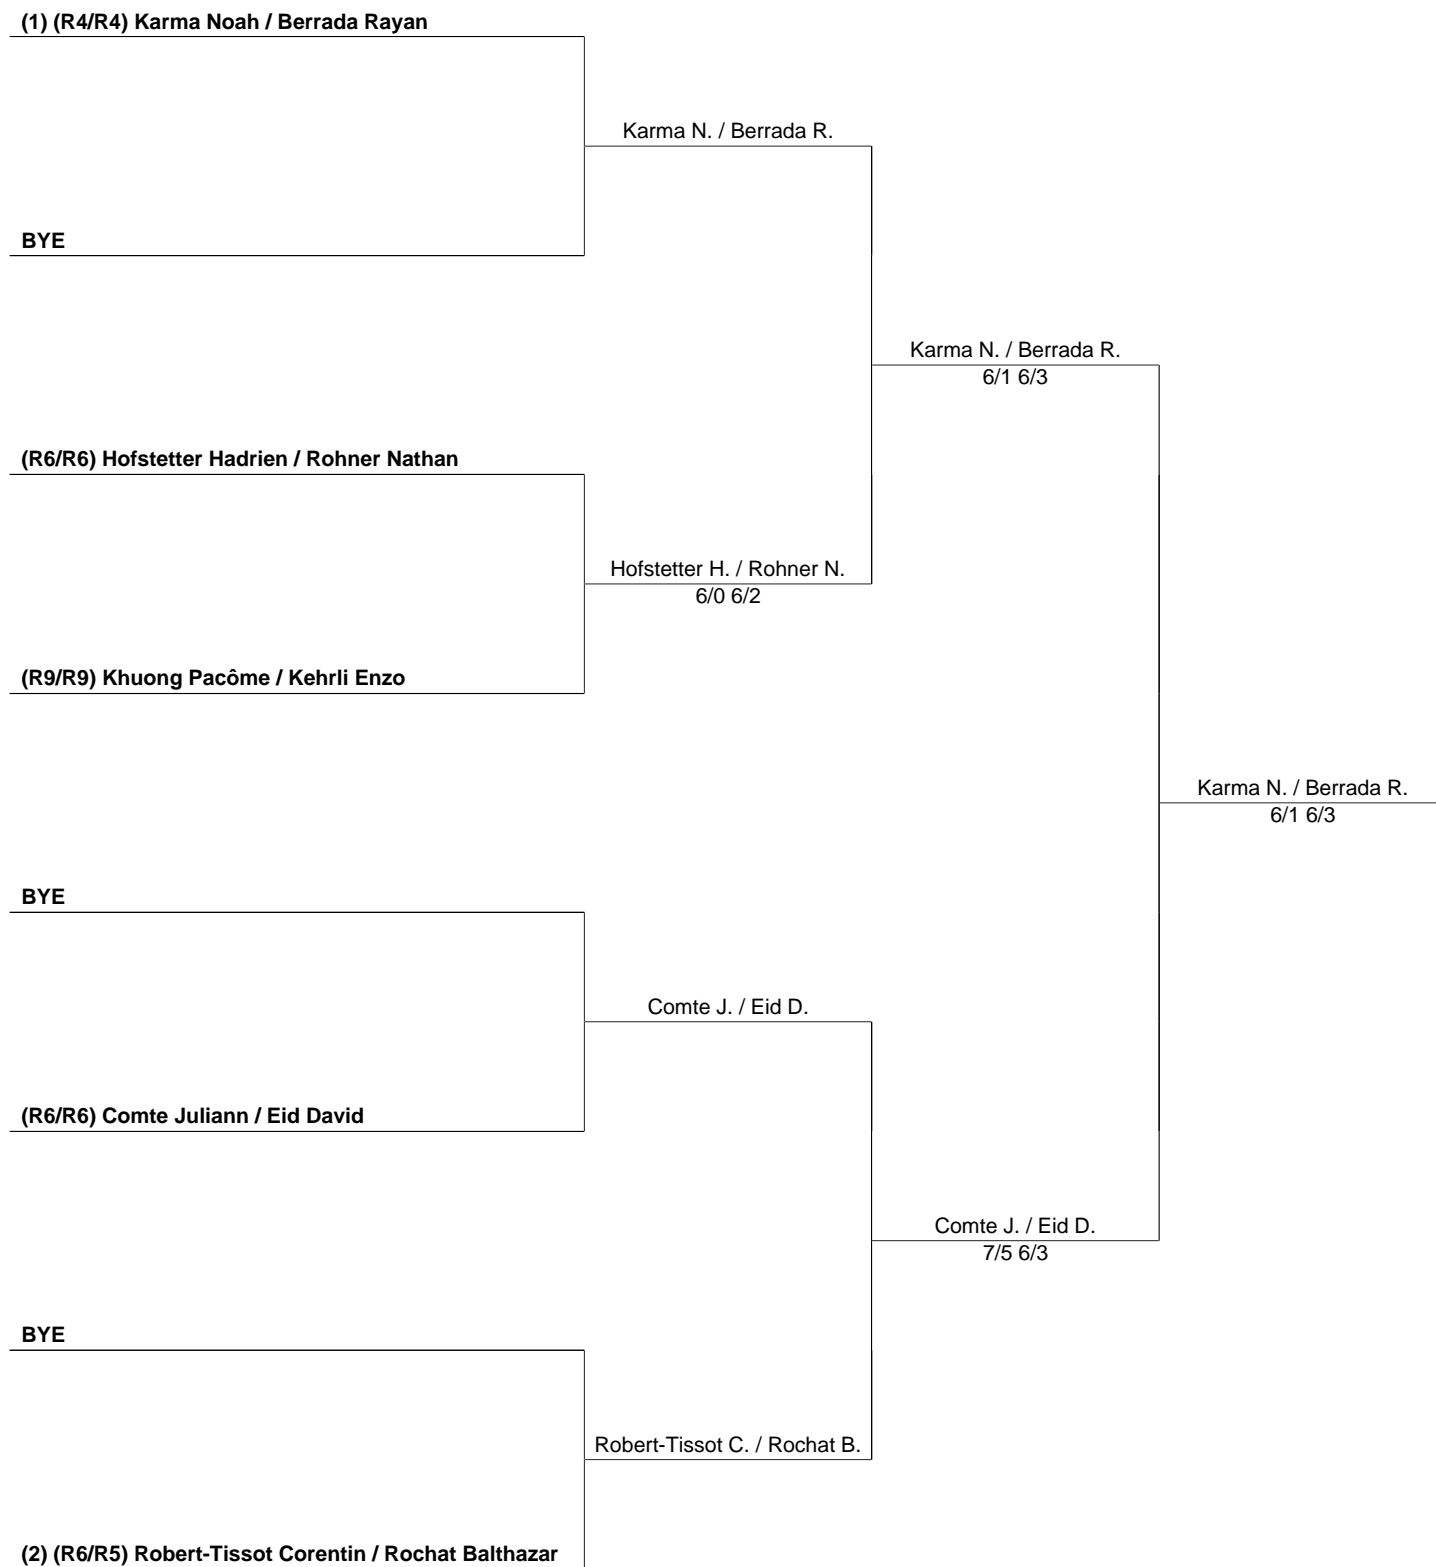 (1) (R4/R4) Karma Noah / Berrada Rayan
Karma N. / Berrada R.
BYE
Karma N. / Berrada R.
6/1 6/3
(R6/R6) Hofstetter Hadrien / Rohner Nathan
Hofstetter H. / Rohner N.
6/0 6/2
(R9/R9) Khuong Pacôme / Kehrli Enzo
Karma N. / Berrada R.
6/1 6/3
BYE
Comte J. / Eid D.
(R6/R6) Comte Juliann / Eid David
Comte J. / Eid D.
7/5 6/3
BYE
Robert-Tissot C. / Rochat B.
(2) (R6/R5) Robert-Tissot Corentin / Rochat Balthazar